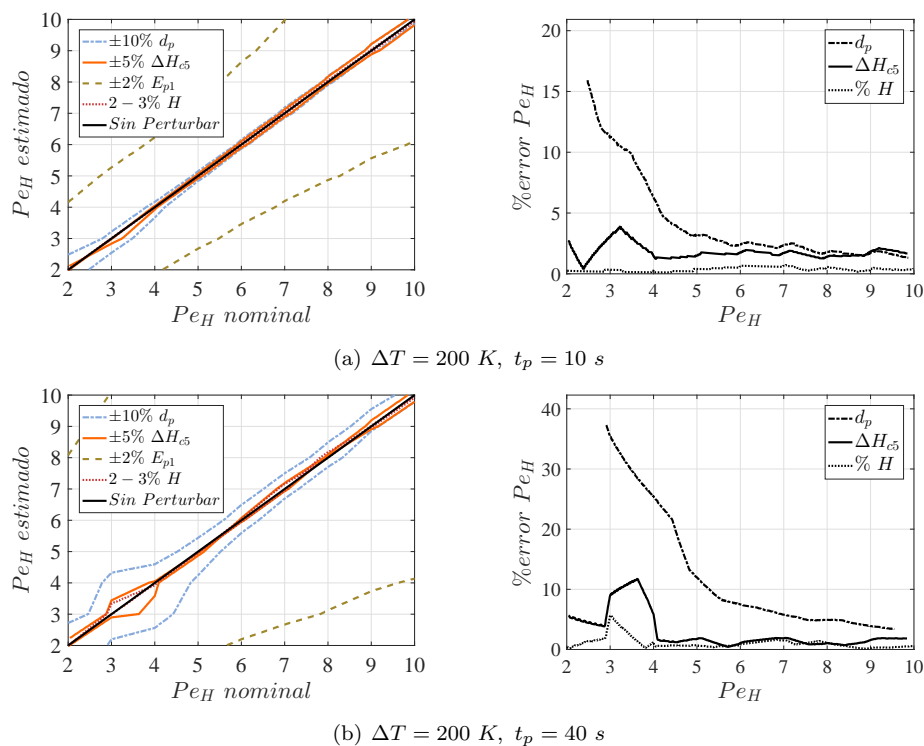 10
9
8
7
6
5
4
3
2
Pe_H estimado
±10% d_p
±5% ΔH_c5
±2% E_p1
2 − 3% H
Sin Perturbar
2 3 4 5 6 7 8 9 10
Pe_H nominal
20
15
10
5
0
%error Pe_H
d_p
ΔH_c5
% H
2 3 4 5 6 7 8 9 10
Pe_H
(a) ΔT = 200 K, t_p = 10 s
10
9
8
7
6
5
4
3
2
Pe_H estimado
±10% d_p
±5% ΔH_c5
±2% E_p1
2 − 3% H
Sin Perturbar
2 3 4 5 6 7 8 9 10
Pe_H nominal
40
30
20
10
0
%error Pe_H
d_p
ΔH_c5
% H
2 3 4 5 6 7 8 9 10
Pe_H
(b) ΔT = 200 K, t_p = 40 s